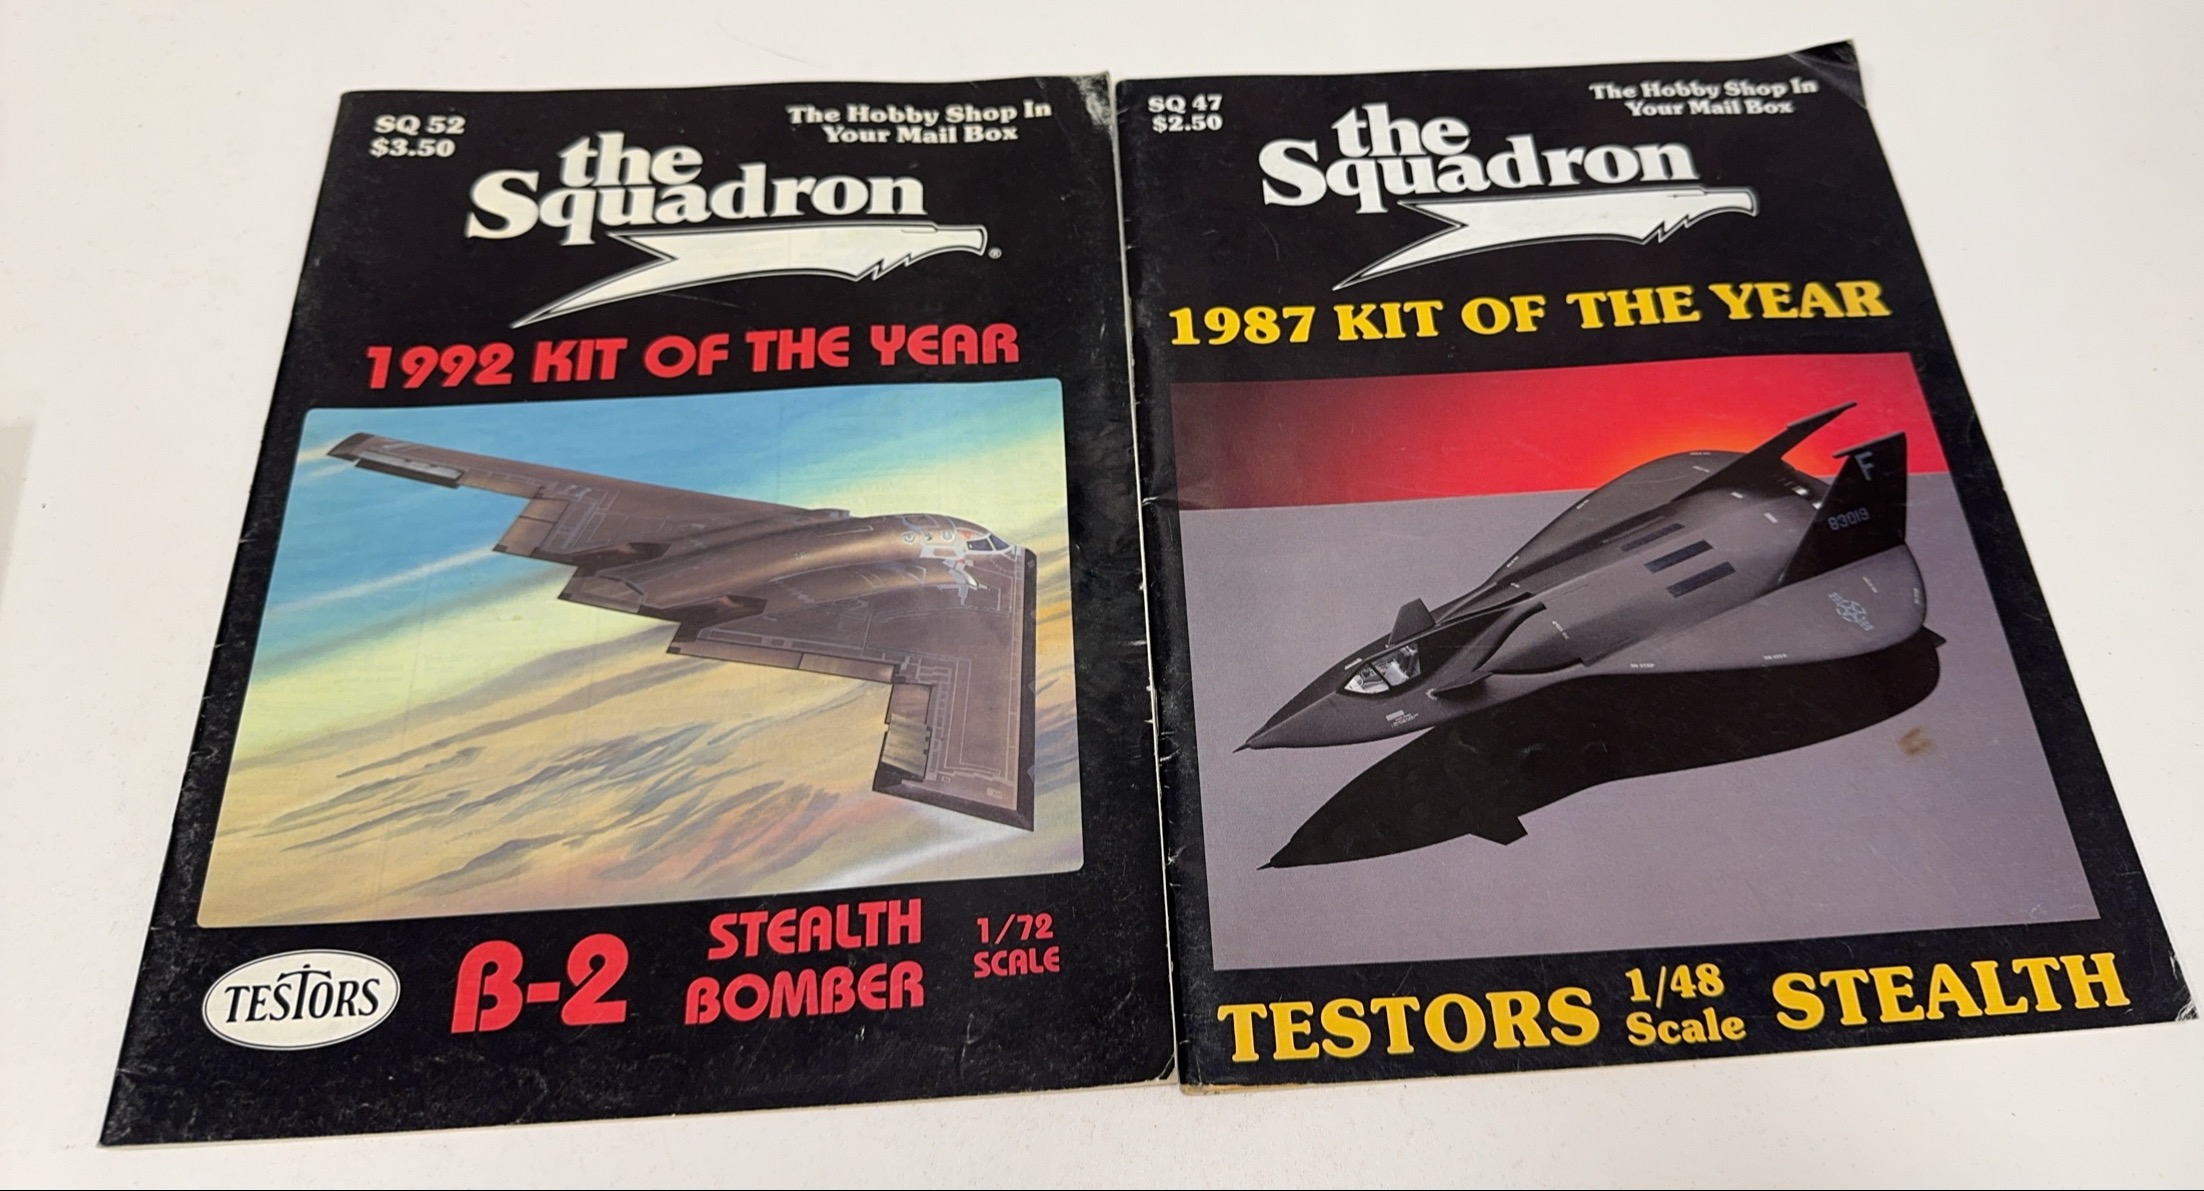 SQ 52
$3.50
The Hobby Shop In
Your Mail Box
the
Squadron
®
1992 KIT OF THE YEAR
TESTORS
B-2
STEALTH
BOMBER
1/72
SCALE
SQ 47
$2.50
The Hobby Shop In
Your Mail Box
the
Squadron
1987 KIT OF THE YEAR
F
83019
TESTORS
1/48
Scale
STEALTH